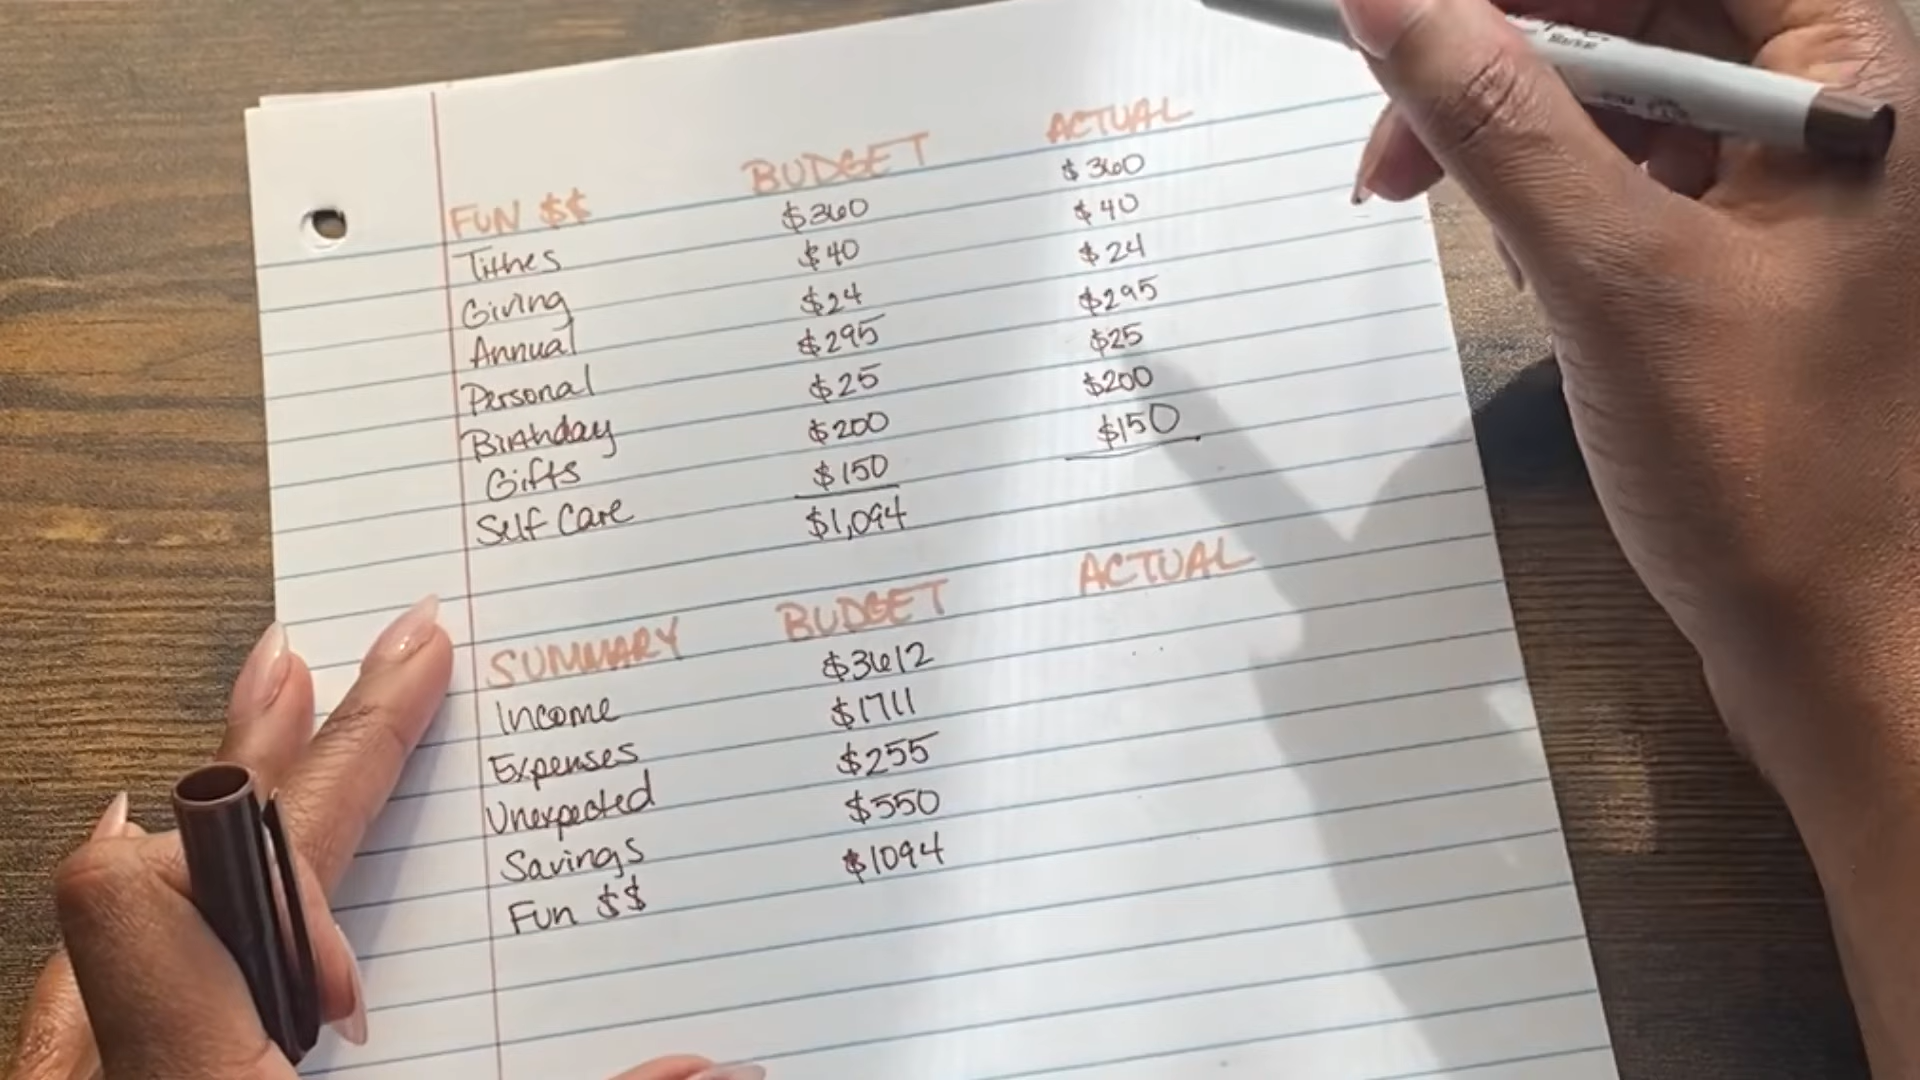 FUN $$ BUDGET ACTUAL
Tithes $360 $360
Giving $40 $40
Annual $24 $24
Personal $295 $295
Birthday $25 $25
Gifts $200 $200
Self Care $150 $150
$1,094
SUMMARY BUDGET ACTUAL
Income $3612
Expenses $1711
Unexpected $255
Savings $550
Fun $$ $1094